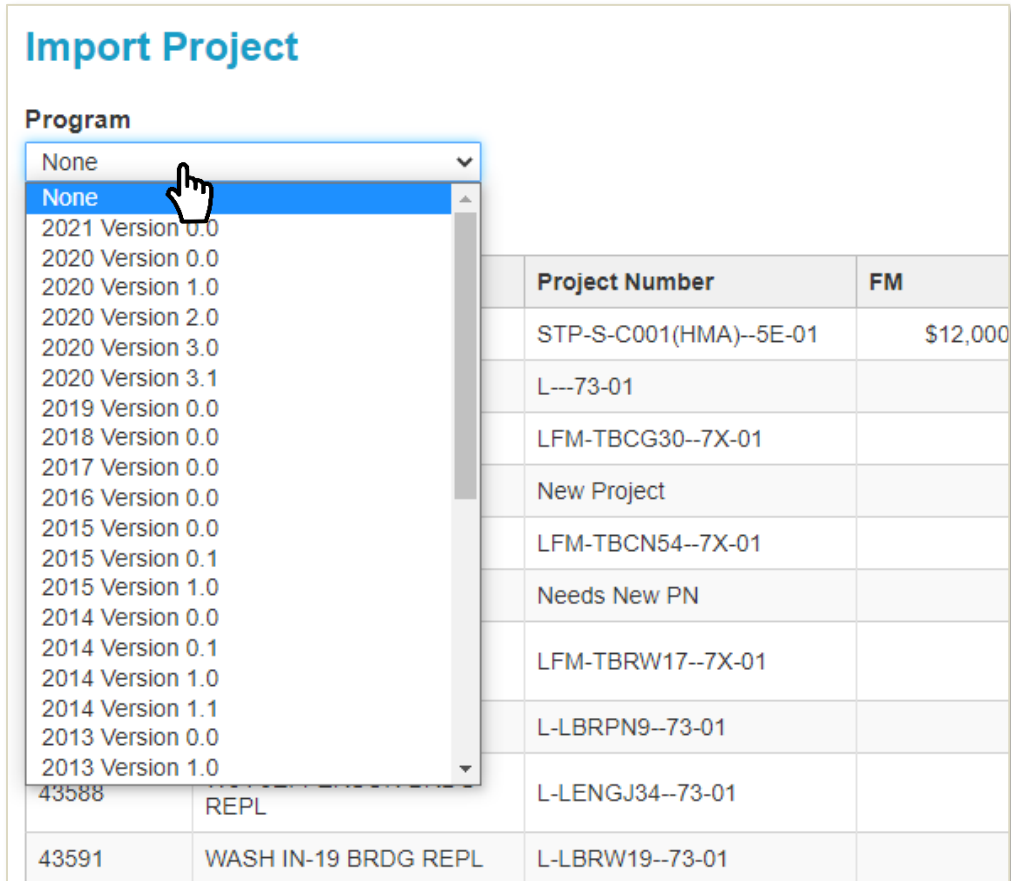 Import Project
Program
None
None
2021 Version 0.0
2020 Version 0.0
2020 Version 1.0
2020 Version 2.0
2020 Version 3.0
2020 Version 3.1
2019 Version 0.0
2018 Version 0.0
2017 Version 0.0
2016 Version 0.0
2015 Version 0.0
2015 Version 0.1
2015 Version 1.0
2014 Version 0.0
2014 Version 0.1
2014 Version 1.0
2014 Version 1.1
2013 Version 0.0
2013 Version 1.0
Project Number FM
STP-S-C001(HMA)--5E-01 $12,000
L---73-01
LFM-TBCG30--7X-01
New Project
LFM-TBCN54--7X-01
Needs New PN
LFM-TBRW17--7X-01
L-LBRPN9--73-01
43588 REPL L-LENGJ34--73-01
43591 WASH IN-19 BRDG REPL L-LBRW19--73-01